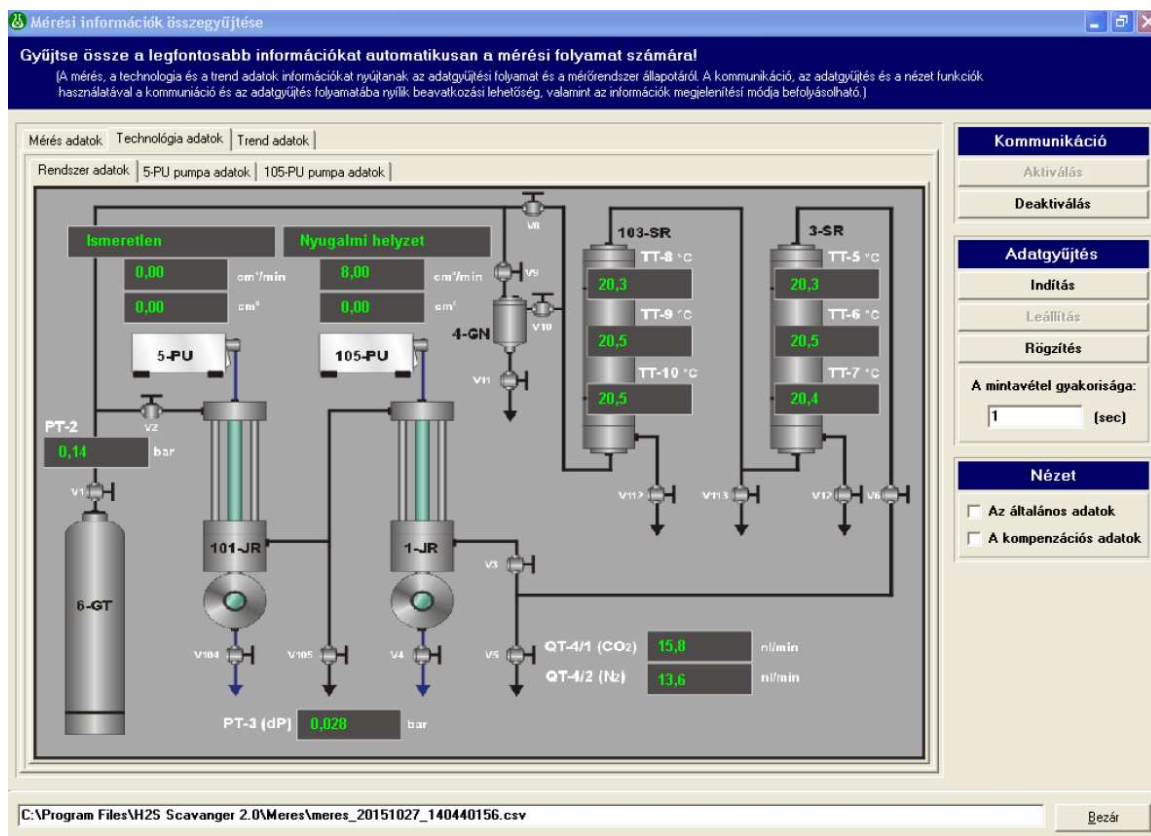 Mérési információk összegyűjtése
Gyűjtse össze a legfontosabb információkat automatikusan a mérési folyamat számára!
(A mérés, a technologia és a trend adatok információkat nyújtanak az adatgyűjtési folyamat és a mérőrendszer állapotáról. A kommunikáció, az adatgyűjtés és a nézet funkciók
használatával a kommuniáció és az adatgyűjtés folyamatába nyílik beavatkozási lehetőség, valamint az információk megjelenítési módja befolyásolható.)
Mérés adatok Technológia adatok Trend adatok
Rendszer adatok 5-PU pumpa adatok 105-PU pumpa adatok
Ismeretlen
0,00 cm³/min
0,00 cm³
5-PU
Nyugalmi helyzet
8,00 cm³/min
0,00 cm³
105-PU
V8
V9
V10
4-GN
V11
103-SR
TT-8 °C
20,3
TT-9 °C
20,5
TT-10 °C
20,5
3-SR
TT-5 °C
20,3
TT-6 °C
20,5
TT-7 °C
20,4
PT-2
0,14 bar
V2
V1
V112
V113
V12
V6
101-JR
1-JR
V3
6-GT
V104
V105
V4
V5
QT-4/1 (CO2) 15,8 nl/min
QT-4/2 (N2) 13,6 nl/min
PT-3 (dP) 0,028 bar
Kommunikáció
Aktiválás
Deaktiválás
Adatgyűjtés
Indítás
Leállítás
Rögzítés
A mintavétel gyakorisága:
1 (sec)
Nézet
Az általános adatok
A kompenzációs adatok
C:\Program Files\H2S Scavanger 2.0\Meres\meres_20151027_140440156.csv
Bezár